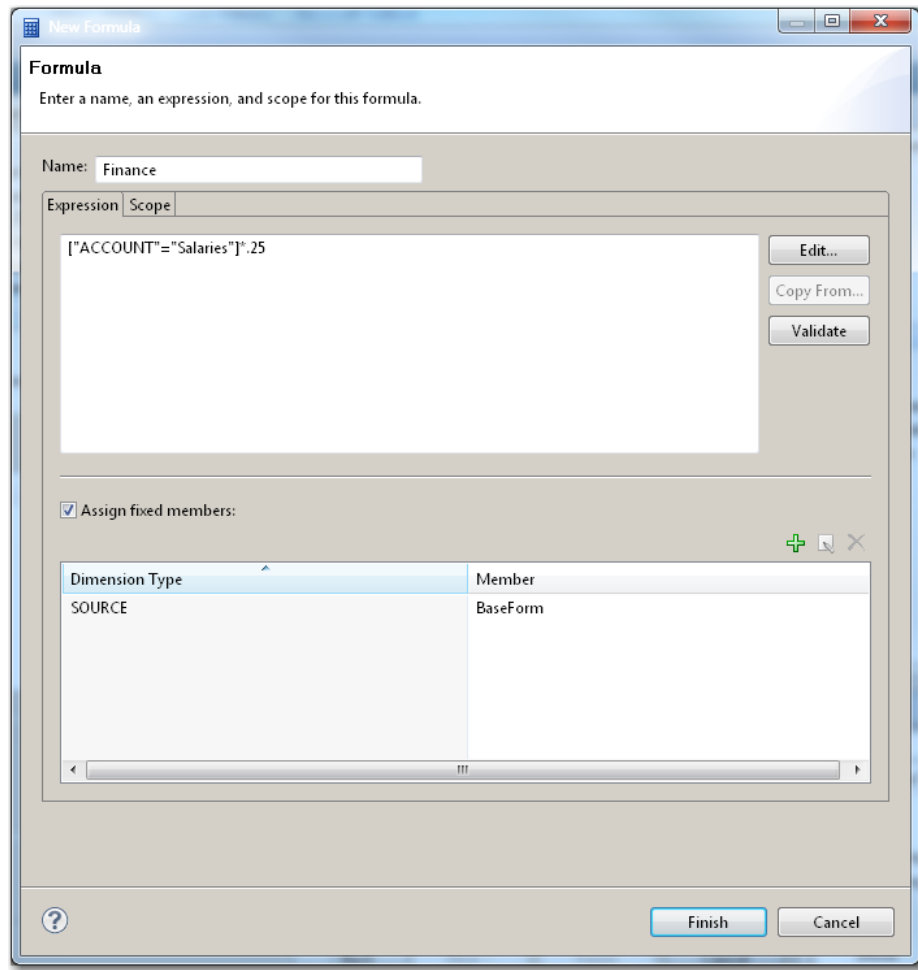 New Formula
Formula
Enter a name, an expression, and scope for this formula.
Name: Finance
Expression Scope
["ACCOUNT"="Salaries"]*.25
Edit...
Copy From...
Validate
Assign fixed members:
Dimension Type Member
SOURCE BaseForm
Finish Cancel